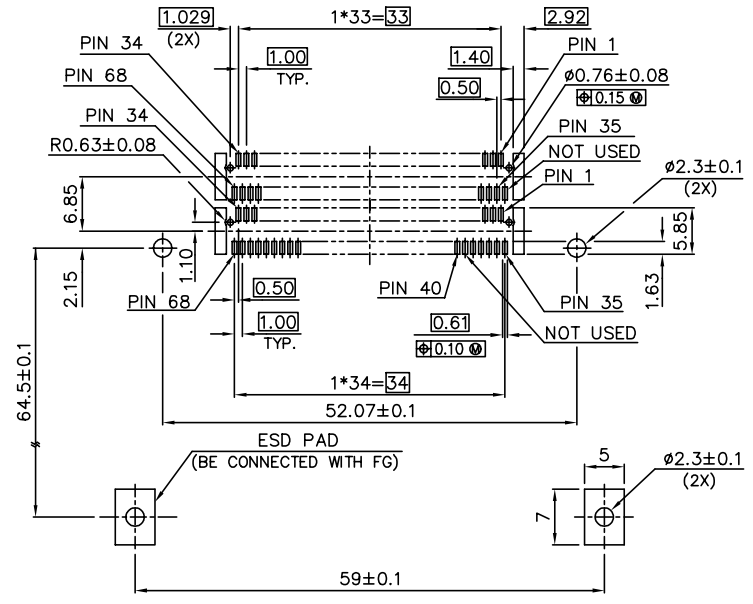 1.029
(2X)
1*33=33
2.92
PIN 34
1.00
TYP.
1.40
PIN 1
PIN 68
0.50
ø0.76±0.08
⌖ 0.15 Ⓜ
PIN 34
PIN 35
R0.63±0.08
NOT USED
PIN 1
ø2.3±0.1
(2X)
6.85
5.85
1.10
2.15
1.63
PIN 68
0.50
PIN 40
PIN 35
1.00
TYP.
0.61
⌖ 0.10 Ⓜ
NOT USED
1*34=34
52.07±0.1
64.5±0.1
ESD PAD
(BE CONNECTED WITH FG)
5
ø2.3±0.1
(2X)
7
59±0.1